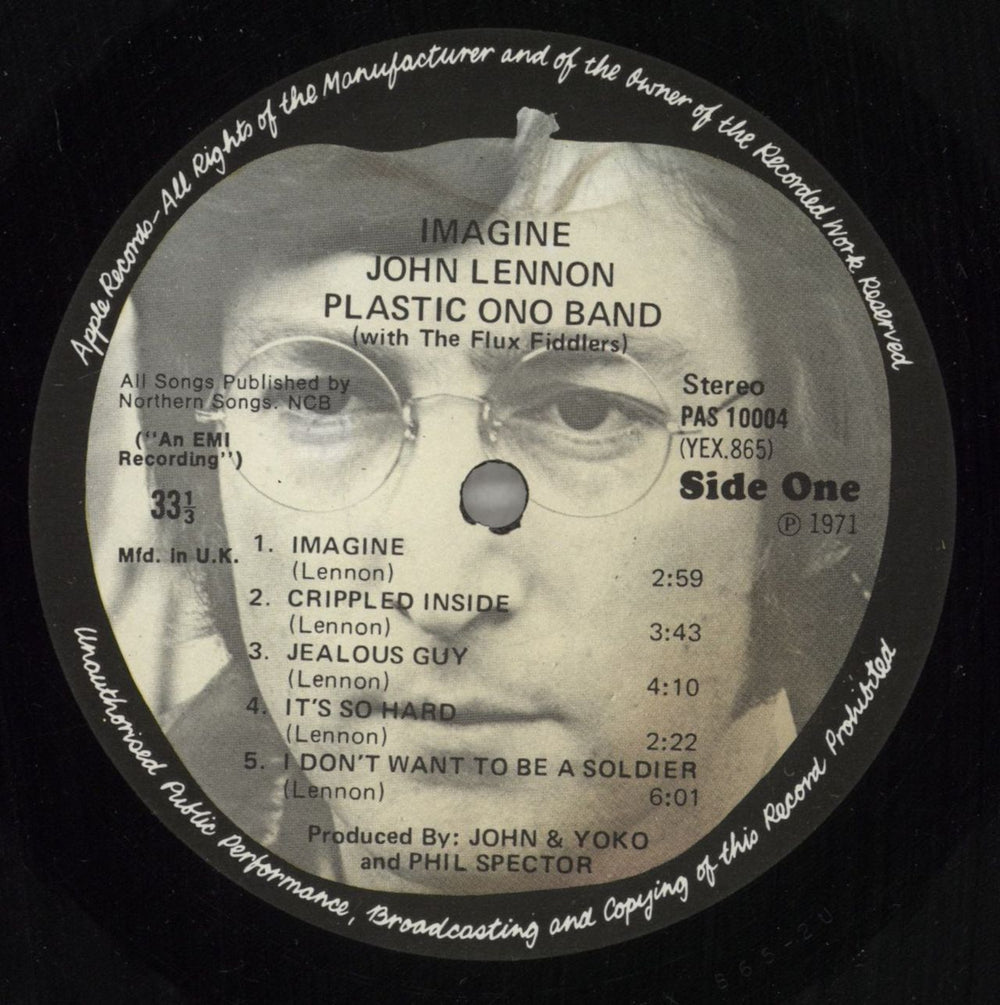 Apple Records-All Rights of the Manufacturer and of the Owner of the Recorded Work Reserved
IMAGINE
JOHN LENNON
PLASTIC ONO BAND
(with The Flux Fiddlers)
All Songs Published by
Northern Songs. NCB
("An EMI
Recording")
33⅓
Mfd. in U.K.
Stereo
PAS 10004
(YEX.865)
Side One
Ⓟ 1971
1. IMAGINE
(Lennon) 2:59
2. CRIPPLED INSIDE
(Lennon) 3:43
3. JEALOUS GUY
(Lennon) 4:10
4. IT'S SO HARD
(Lennon) 2:22
5. I DON'T WANT TO BE A SOLDIER
(Lennon) 6:01
Produced By: JOHN & YOKO
and PHIL SPECTOR
Unauthorised Public Performance, Broadcasting and Copying of this Record Prohibited